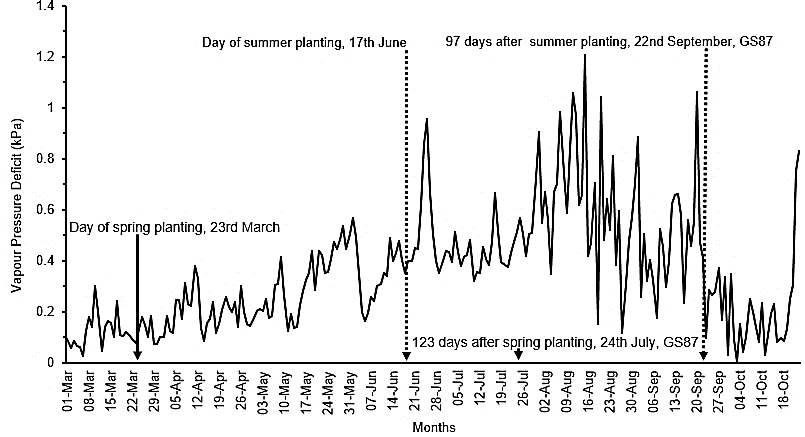 1.4
Day of summer planting, 17th June
97 days after summer planting, 22nd September, GS87
1.2
1
0.8
0.6
Day of spring planting, 23rd March
0.4
0.2
123 days after spring planting, 24th July, GS87
0
Vapour Pressure Deficit (kPa)
01-Mar
08-Mar
15-Mar
22-Mar
29-Mar
05-Apr
12-Apr
19-Apr
26-Apr
03-May
10-May
17-May
24-May
31-May
07-Jun
14-Jun
21-Jun
28-Jun
05-Jul
12-Jul
19-Jul
26-Jul
02-Aug
09-Aug
16-Aug
23-Aug
30-Aug
06-Sep
13-Sep
20-Sep
27-Sep
04-Oct
11-Oct
18-Oct
Months